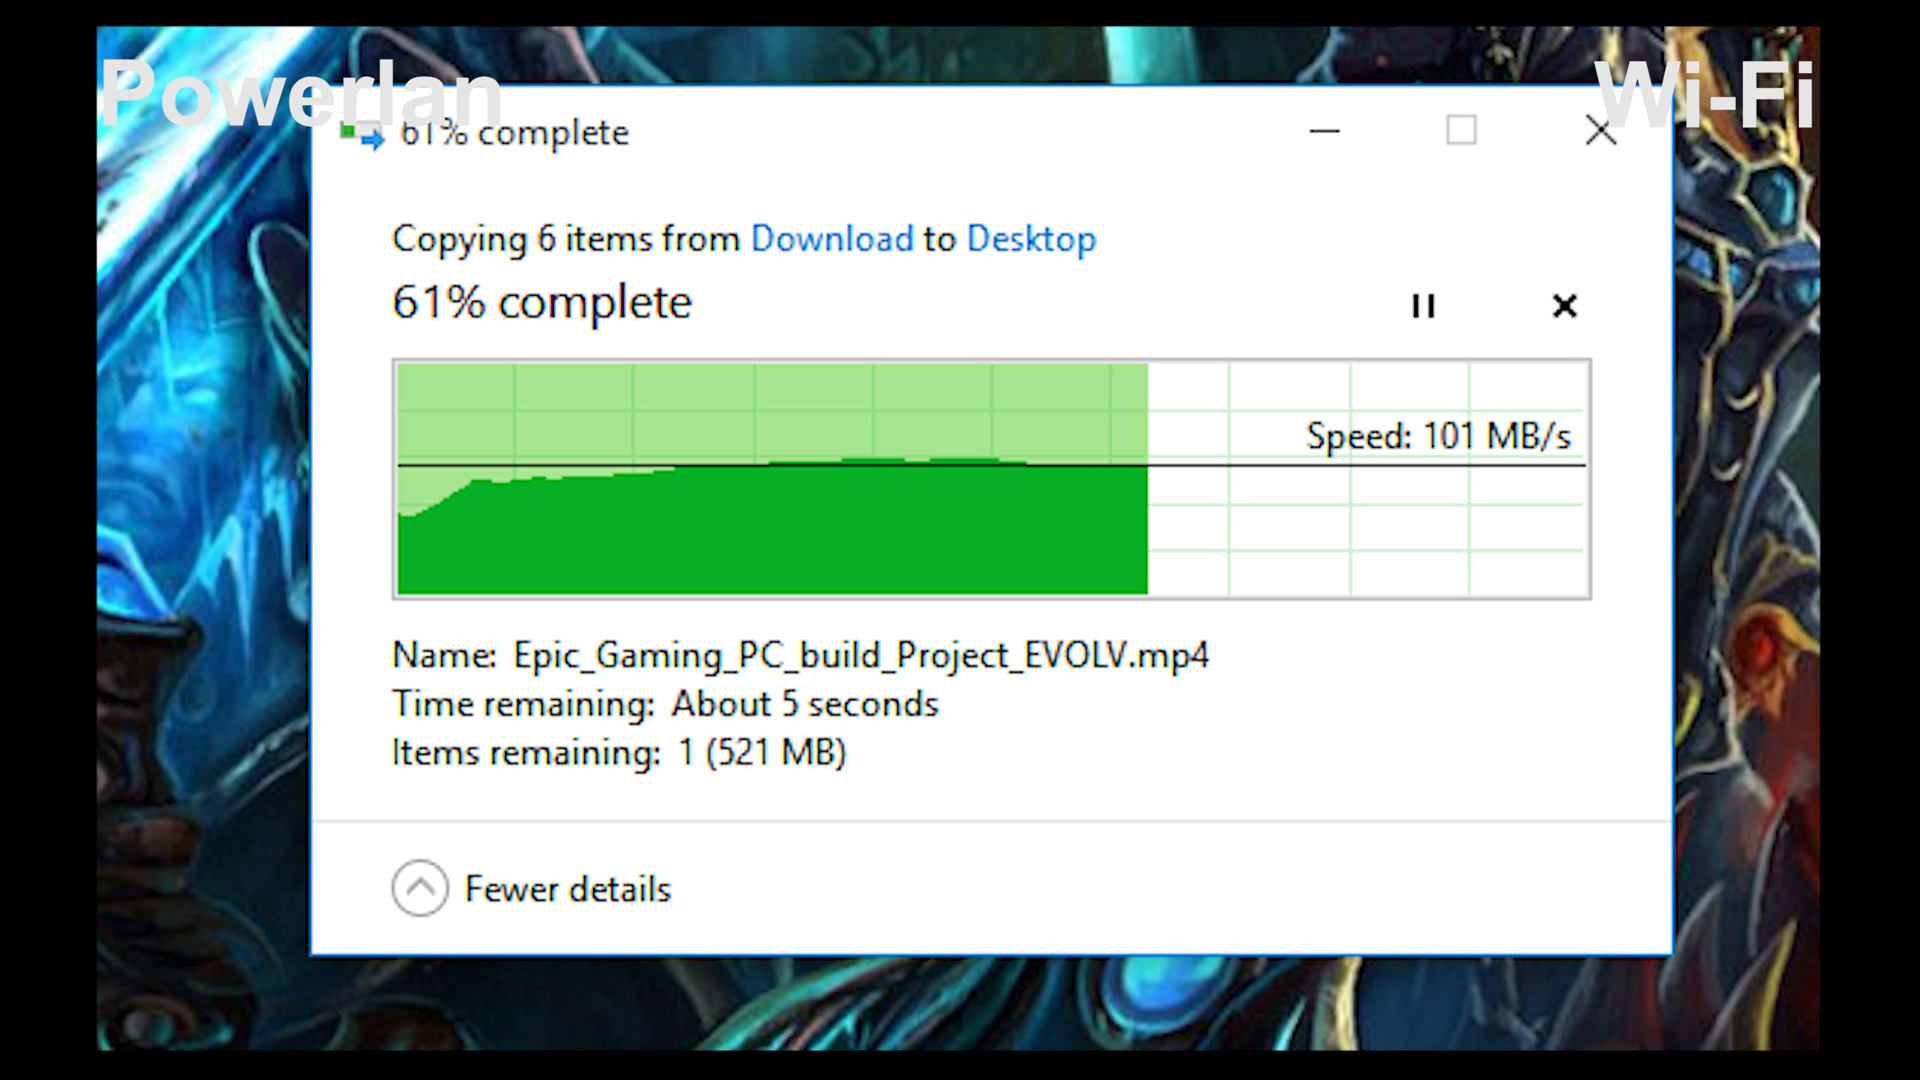 Powerlan
Wi-Fi
61% complete
Copying 6 items from Download to Desktop
61% complete
Speed: 101 MB/s
Name: Epic_Gaming_PC_build_Project_EVOLV.mp4
Time remaining: About 5 seconds
Items remaining: 1 (521 MB)
Fewer details